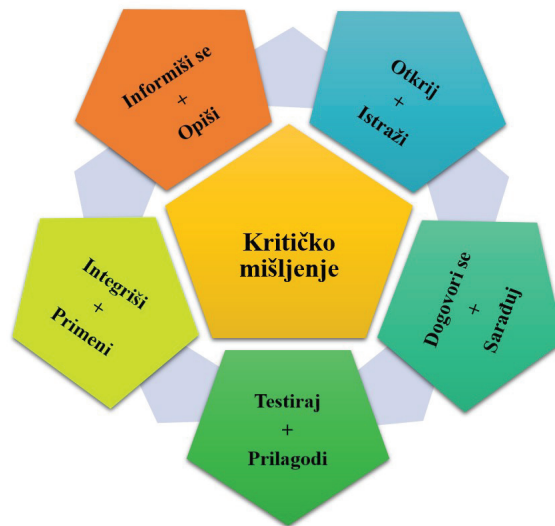 Informiši se
+
Opiši
Otkrij
+
Istraži
Kritičko
mišljenje
Dogovori se
+
Sarađuj
Testiraj
+
Prilagodi
Integriši
+
Primeni